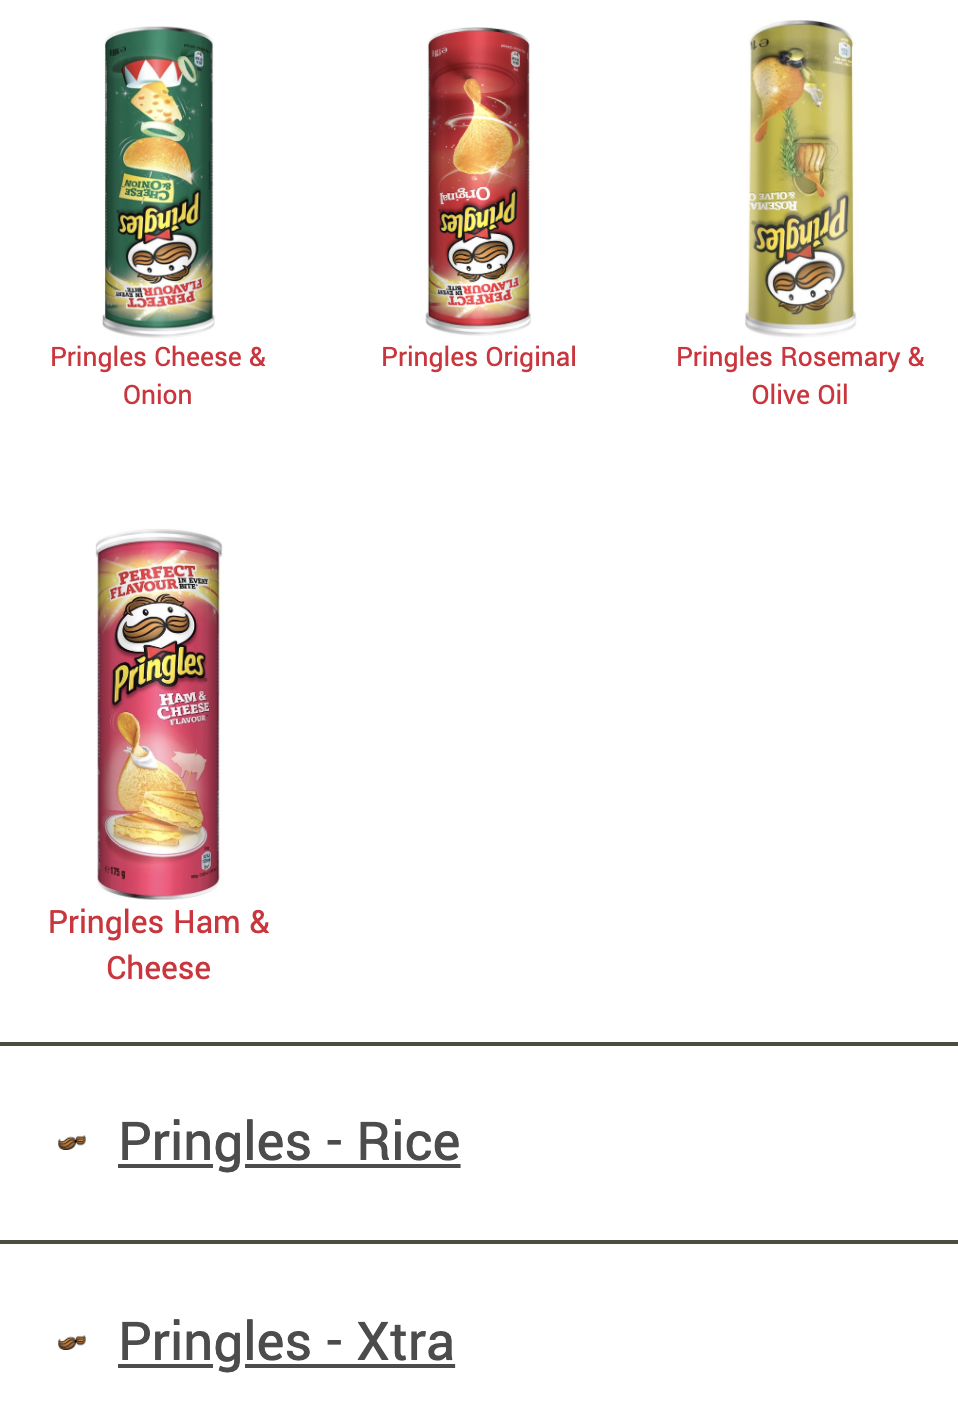 CHEESE
& ONION
Pringles
PERFECT
FLAVOUR IN EVERY BITE
Pringles Cheese &
Onion
Original
Pringles
PERFECT
FLAVOUR IN EVERY BITE
Pringles Original
& OLIVE
Pringles
Pringles Rosemary &
Olive Oil
PERFECT
FLAVOUR IN EVERY
BITE
Pringles
HAM &
CHEESE
FLAVOUR
175 g
Pringles Ham &
Cheese
Pringles - Rice
Pringles - Xtra